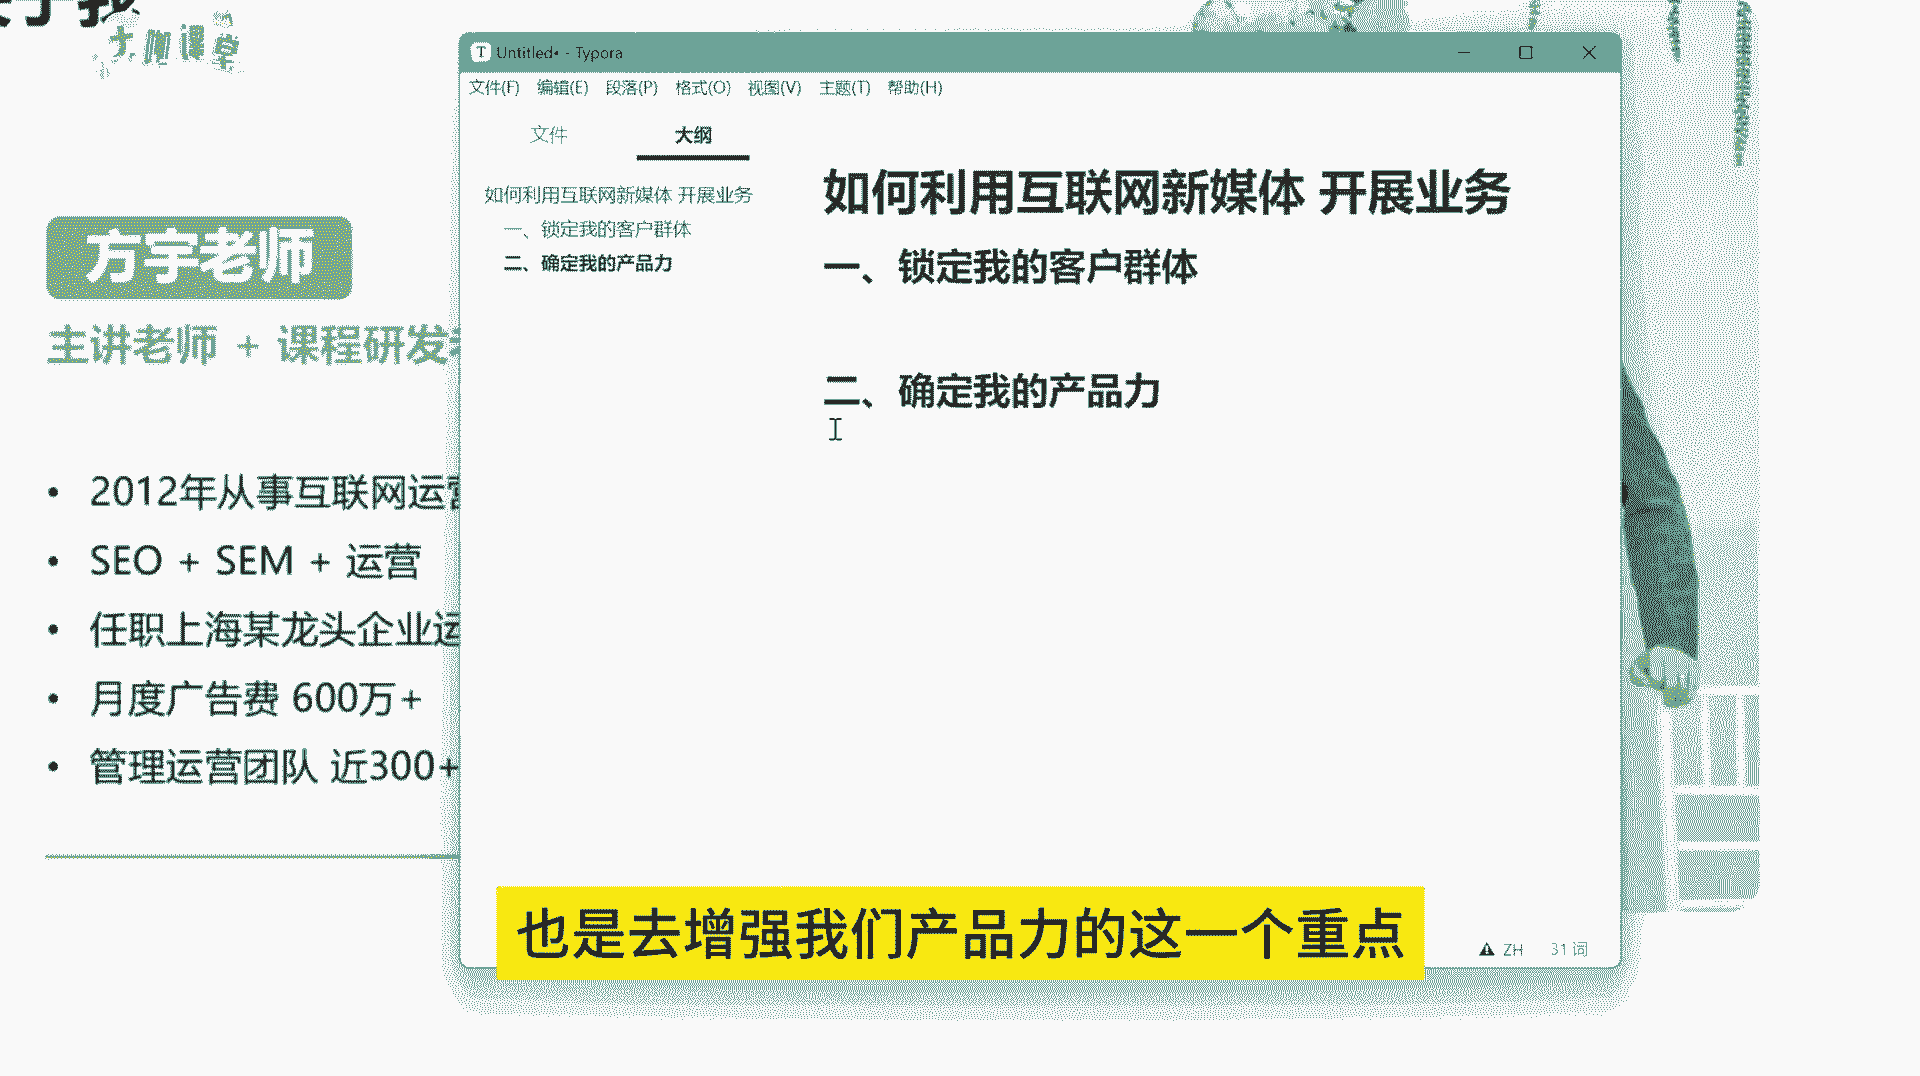 大咖课堂
方宇老师
主讲老师 + 课程研发
• 2012年从事互联网运营
• SEO + SEM + 运营
• 任职上海某龙头企业运
• 月度广告费 600万+
• 管理运营团队 近300+
Untitled• - Typora
文件(F) 编辑(E) 段落(P) 格式(O) 视图(V) 主题(T) 帮助(H)
文件 大纲
如何利用互联网新媒体 开展业务
一、锁定我的客户群体
二、确定我的产品力
如何利用互联网新媒体 开展业务
一、锁定我的客户群体
二、确定我的产品力
也是去增强我们产品力的这一个重点
ZH 31 词